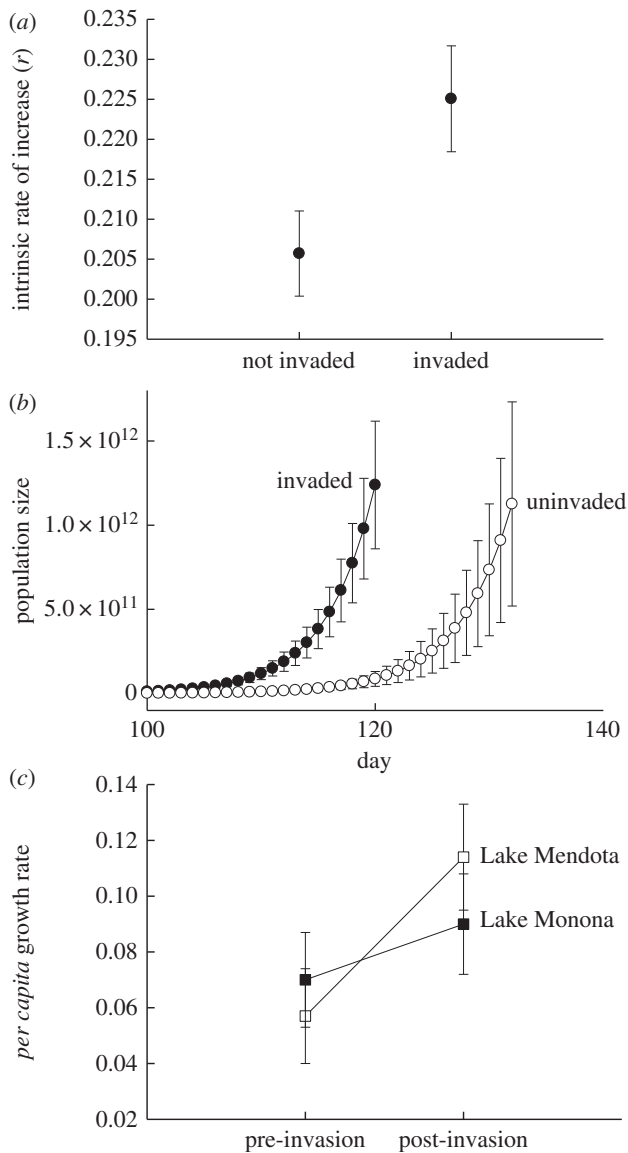 (a)
intrinsic rate of increase (r)
0.235
0.230
0.225
0.220
0.215
0.210
0.205
0.200
0.195
not invaded
invaded
(b)
population size
1.5 × 10¹²
1.0 × 10¹²
5.0 × 10¹¹
0
invaded
uninvaded
100
120
140
day
(c)
per capita growth rate
0.14
0.12
0.10
0.08
0.06
0.04
0.02
Lake Mendota
Lake Monona
pre-invasion
post-invasion